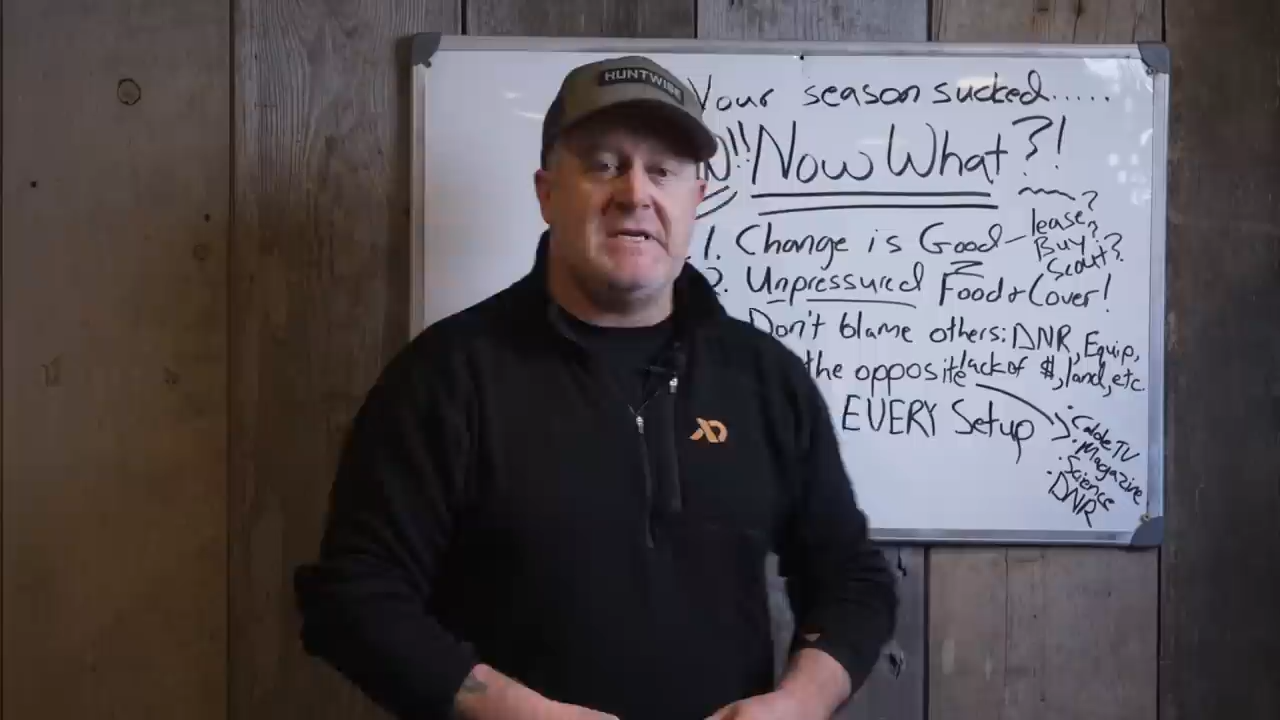 HUNTWISE
Your season sucked.....
!! Now What?!
1. Change is Good - lease?
Buy?
Scout?
2. Unpressured Food & Cover!
Don't blame others: DNR, Equip,
lack of $, land, etc.
the opposite
EVERY Setup
· Cable TV
· Magazine
· Science
· DNR